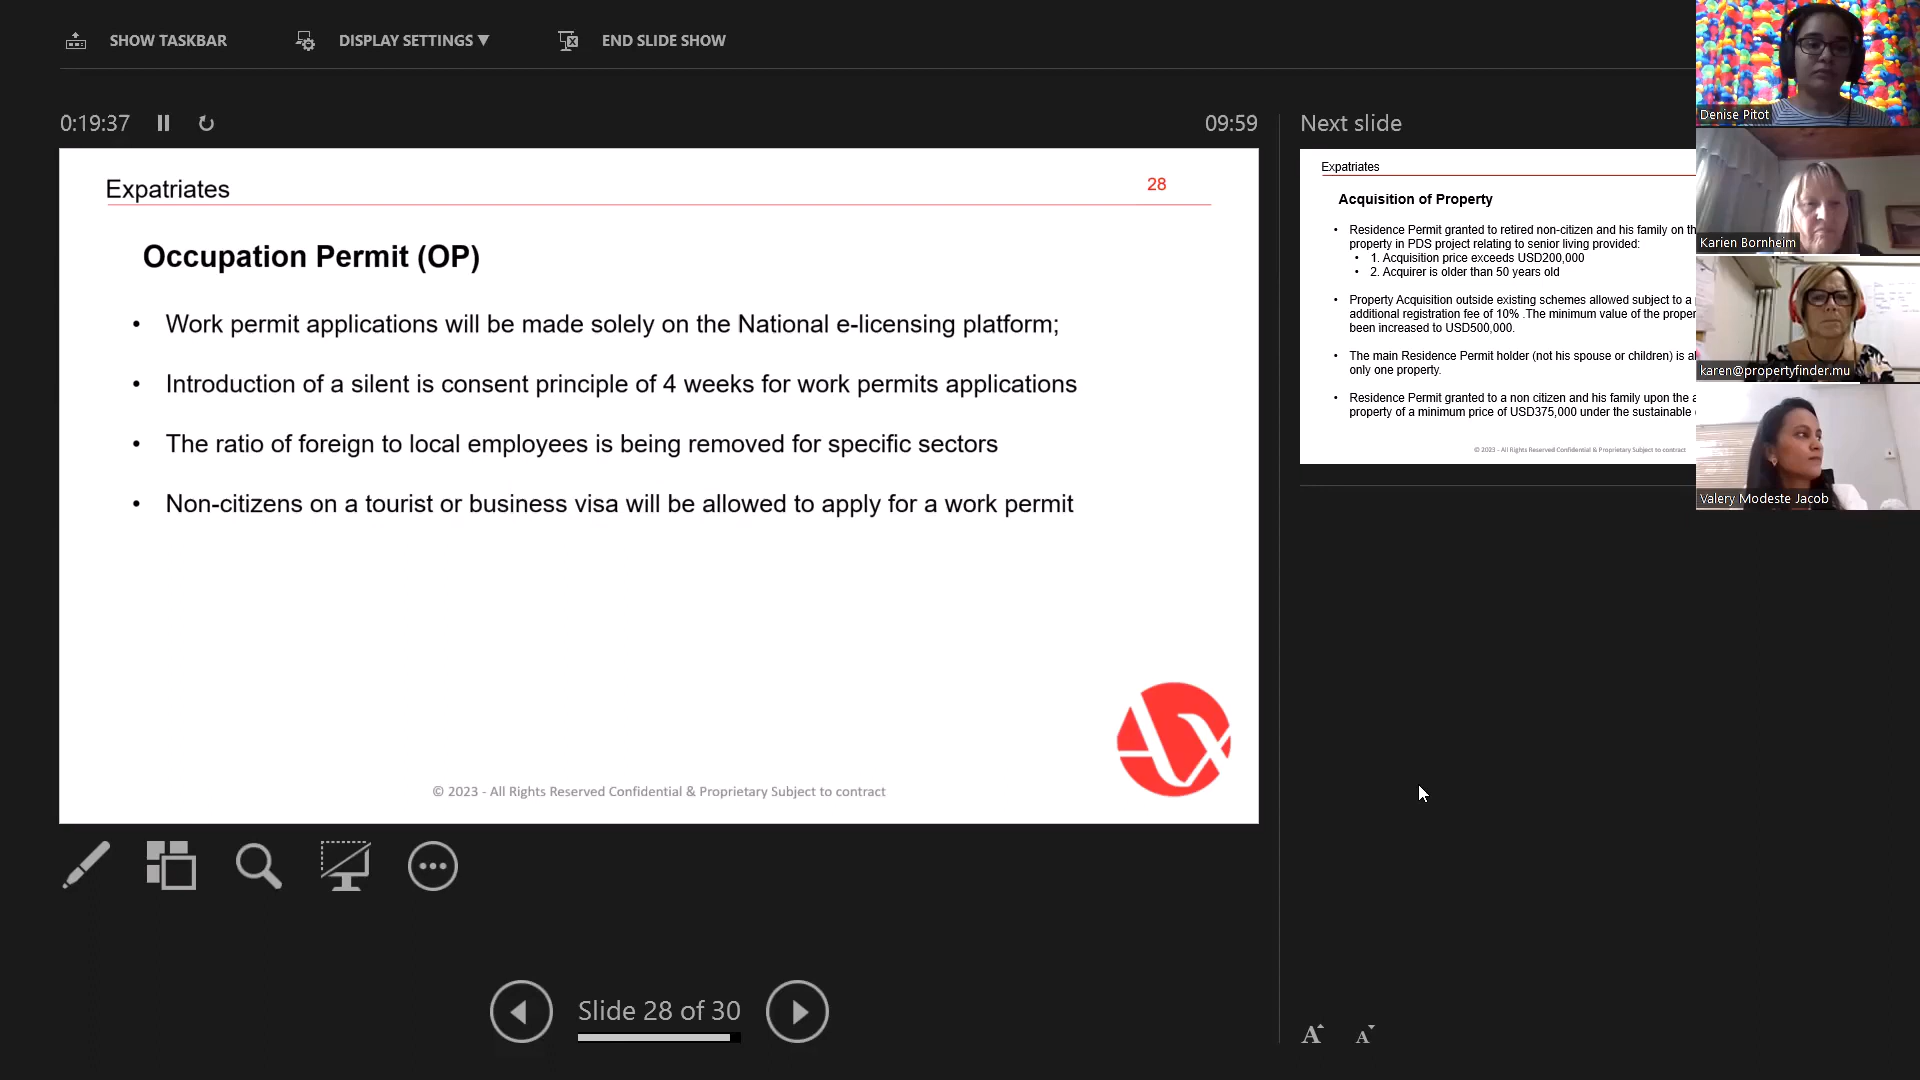 SHOW TASKBAR
DISPLAY SETTINGS ▼
END SLIDE SHOW
0:19:37
09:59
Expatriates
28
Occupation Permit (OP)
• Work permit applications will be made solely on the National e-licensing platform;
• Introduction of a silent is consent principle of 4 weeks for work permits applications
• The ratio of foreign to local employees is being removed for specific sectors
• Non-citizens on a tourist or business visa will be allowed to apply for a work permit
© 2023 - All Rights Reserved Confidential & Proprietary Subject to contract
Slide 28 of 30
Next slide
Expatriates
Acquisition of Property
• Residence Permit granted to retired non-citizen and his family on
property in PDS project relating to senior living provided:
• 1. Acquisition price exceeds USD200,000
• 2. Acquirer is older than 50 years old
• Property Acquisition outside existing schemes allowed subject to a
additional registration fee of 10% .The minimum value of the
been increased to USD500,000.
• The main Residence Permit holder (not his spouse or children) is
only one property.
• Residence Permit granted to a non citizen and his family upon the
property of a minimum price of USD375,000 under the sustainable
© 2023 - All Rights Reserved Confidential & Proprietary Subject to contract
A A
Denise Pitot
Karien Bornheim
karen@propertyfinder.mu
Valery Modeste Jacob